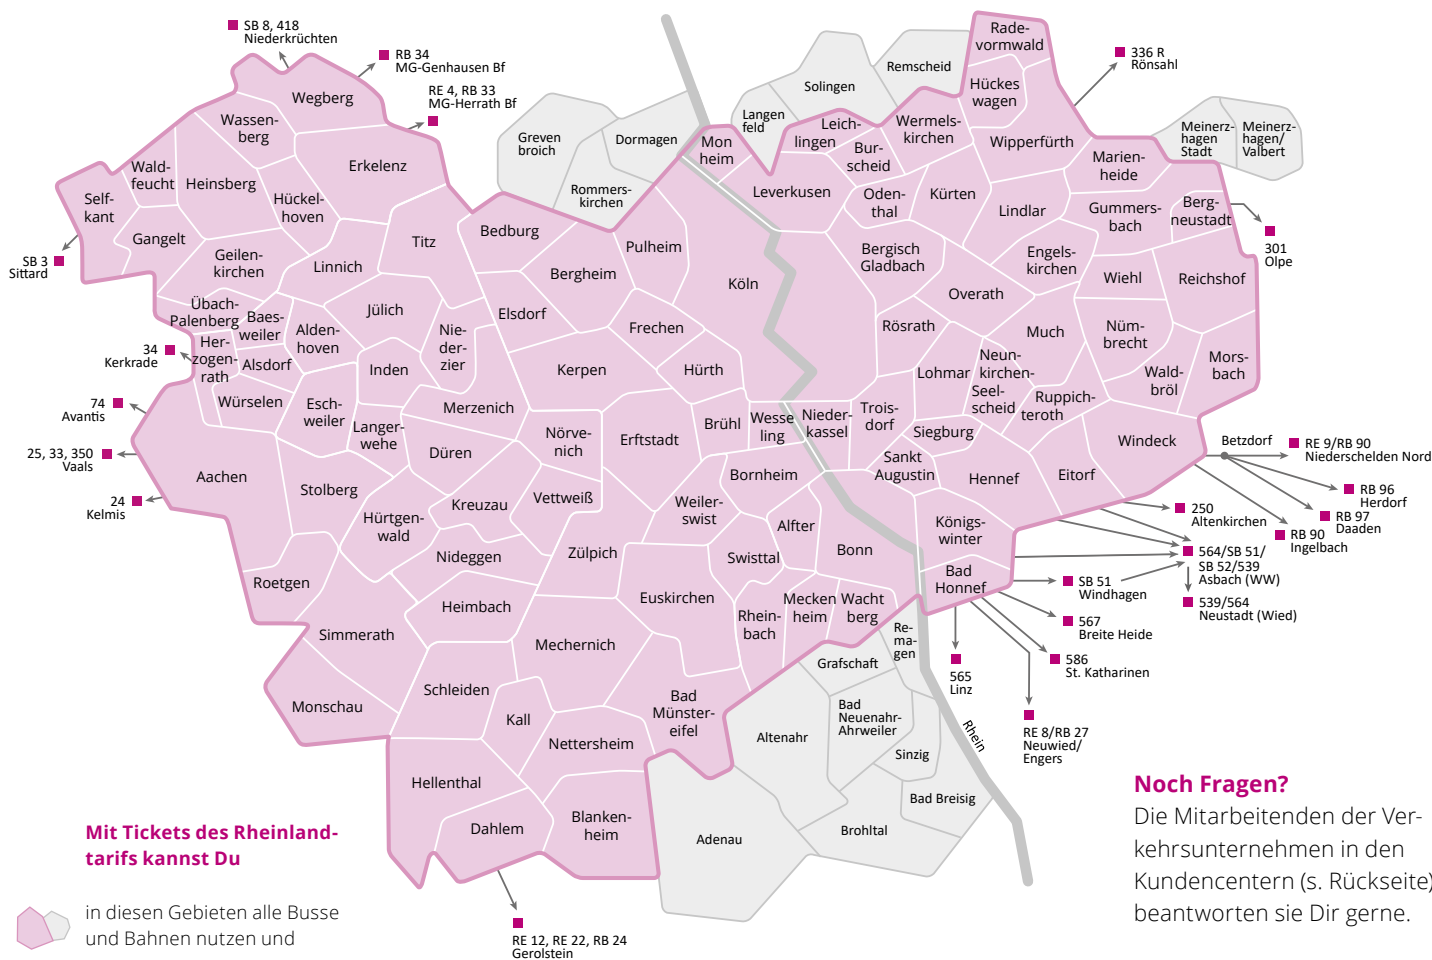 SB 8, 418
Niederkrüchten
RB 34
MG-Genhausen Bf
RE 4, RB 33
MG-Herrath Bf
336 R
Rönsahl
Rade-
vormwald
Hückes
wagen
Remscheid
Solingen
Langen
feld
Leich-
lingen
Wermels-
kirchen
Wipperfürth
Meinerz-
hagen
Stadt
Meinerz-
hagen/
Valbert
Wegberg
Wassen-
berg
Erkelenz
Greven
broich
Dormagen
Rommers-
kirchen
Mon
heim
Bur-
scheid
Marien-
heide
Wald-
feucht
Heinsberg
Hückel-
hoven
Leverkusen
Oden-
thal
Kürten
Lindlar
Gummers-
bach
Berg-
neustadt
Self-
kant
Gangelt
Geilen-
kirchen
Linnich
Titz
Bedburg
Bergheim
Pulheim
Köln
Bergisch
Gladbach
Engels-
kirchen
Wiehl
Reichshof
301
Olpe
SB 3
Sittard
Übach-
Palenberg
Baes-
weiler
Alden-
hoven
Jülich
Nie-
der-
zier
Elsdorf
Frechen
Overath
Rösrath
Much
Nüm-
brecht
Mors-
bach
34
Kerkrade
Her-
zogen-
rath
Alsdorf
Inden
Kerpen
Hürth
Lohmar
Neun-
kirchen-
Seel-
scheid
Wald-
bröl
74
Avantis
Würselen
Esch-
weiler
Langer-
wehe
Merzenich
Nörve-
nich
Erftstadt
Brühl
Wesse
ling
Nieder-
kassel
Trois-
dorf
Siegburg
Ruppich-
teroth
Windeck
Betzdorf
RE 9/RB 90
Niederschelden Nord
25, 33, 350
Vaals
Aachen
Stolberg
Düren
Bornheim
Sankt
Augustin
Hennef
Eitorf
RB 96
Herdorf
24
Kelmis
Kreuzau
Vettweiß
Weiler-
swist
RB 97
Daaden
250
Altenkirchen
RB 90
Ingelbach
Hürtgen-
wald
Nideggen
Zülpich
Swisttal
Alfter
Bonn
Königs-
winter
564/SB 51/
SB 52/539
Asbach (WW)
Roetgen
Heimbach
Euskirchen
Rhein-
bach
Mecken
heim
Wacht
berg
Bad
Honnef
SB 51
Windhagen
539/564
Neustadt (Wied)
Simmerath
Mechernich
Re-
ma-
gen
567
Breite Heide
Monschau
Schleiden
Kall
Bad
Münster-
eifel
Grafschaft
565
Linz
586
St. Katharinen
Nettersheim
Altenahr
Bad
Neuenahr-
Ahrweiler
Sinzig
Rhein
RE 8/RB 27
Neuwied/
Engers
Hellenthal
Dahlem
Blanken-
heim
Adenau
Brohltal
Bad Breisig
RE 12, RE 22, RB 24
Gerolstein
Mit Tickets des Rheinland-
tarifs kannst Du
in diesen Gebieten alle Busse
und Bahnen nutzen und
Noch Fragen?
Die Mitarbeitenden der Ver-
kehrsunternehmen in den
Kundencentern (s. Rückseite)
beantworten sie Dir gerne.